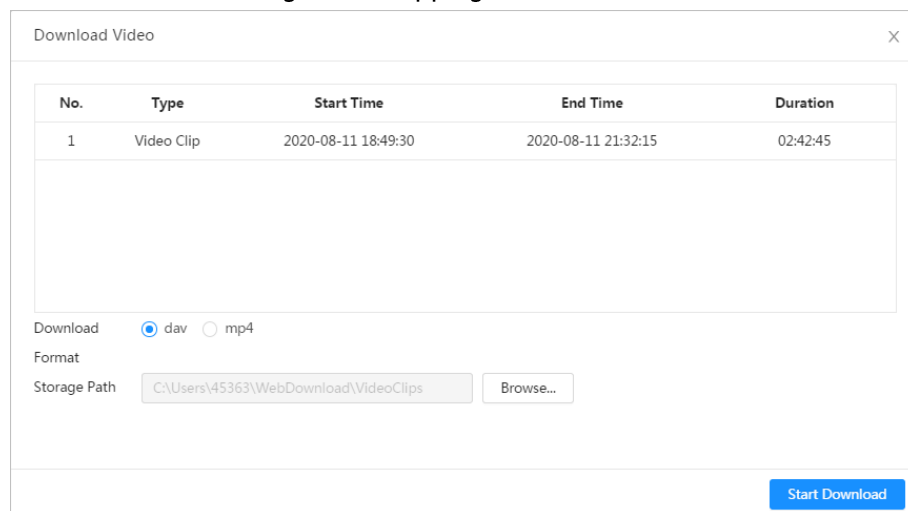 Download Video
No. Type Start Time End Time Duration
1 Video Clip 2020-08-11 18:49:30 2020-08-11 21:32:15 02:42:45
Download dav mp4
Format
Storage Path C:\Users\45363\WebDownload\VideoClips Browse...
Start Download